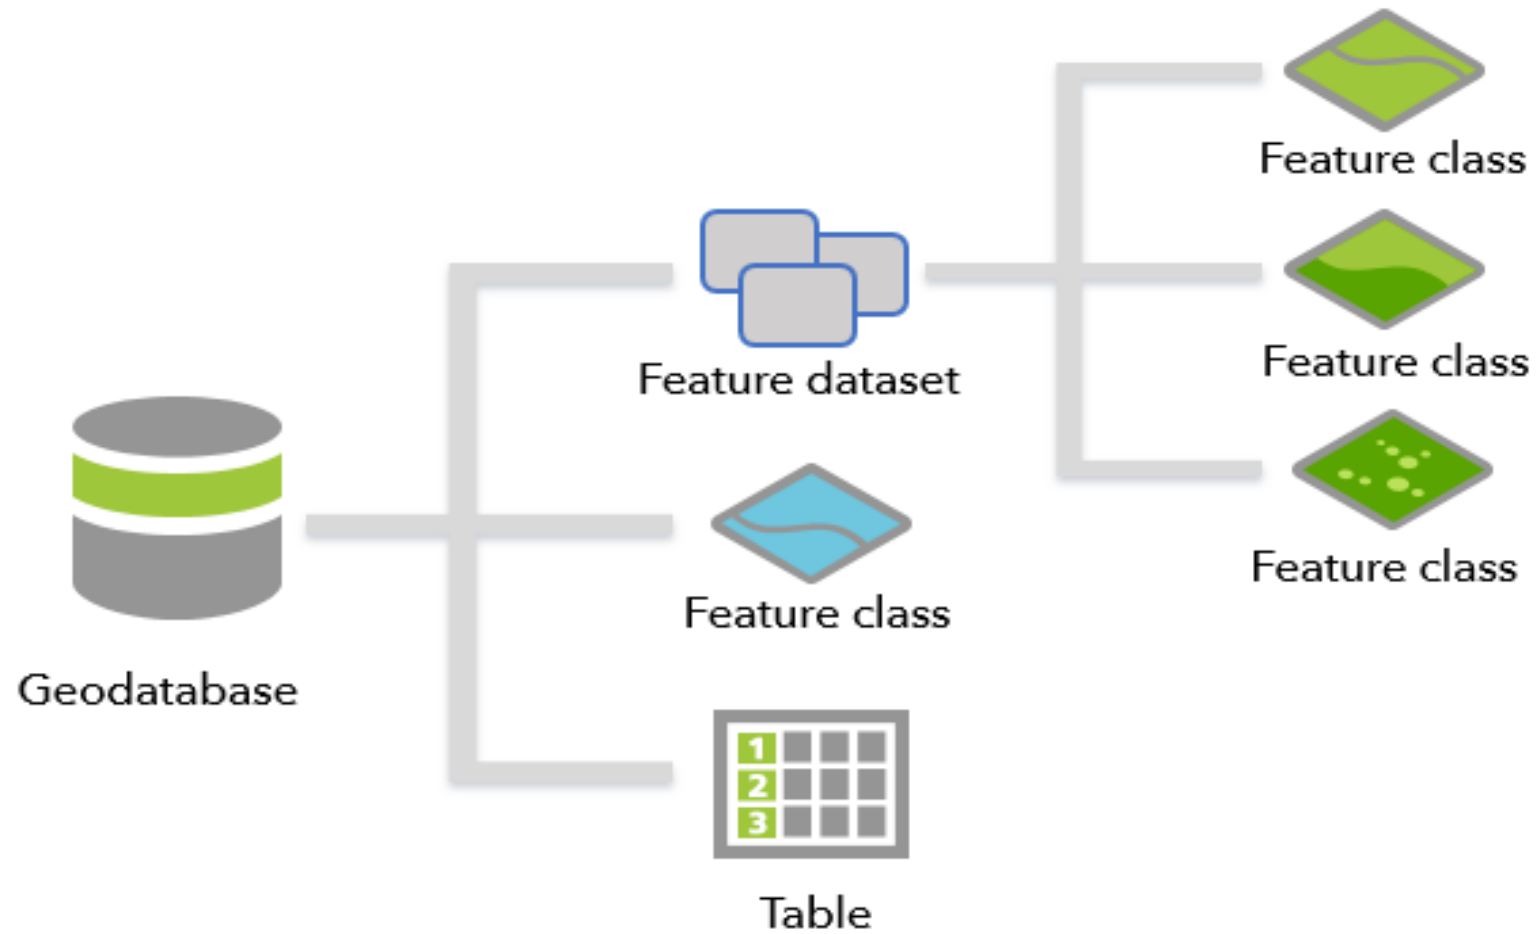 Feature class
Feature dataset
Feature class
Feature class
Feature class
Geodatabase
1
2
3
Table